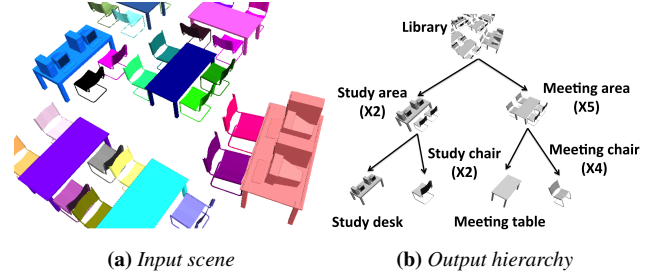 Library
Study area
(X2)
Meeting area
(X5)
Study chair
(X2)
Meeting chair
(X4)
Study desk
Meeting table
(a) Input scene
(b) Output hierarchy